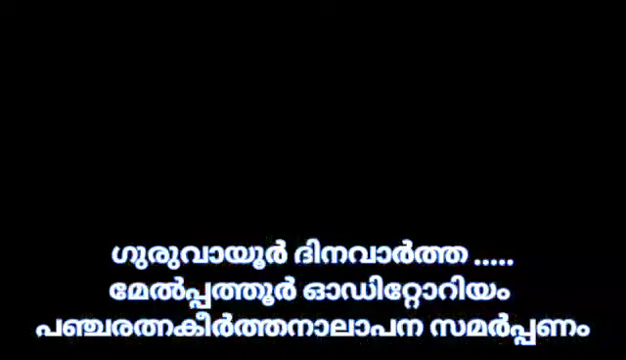 ഗുരുവായൂർ ദിനവാർത്ത .....
മേൽപ്പത്തൂർ ഓഡിറ്റോറിയം
പഞ്ചരത്നകീർത്തനാലാപന സമർപ്പണം